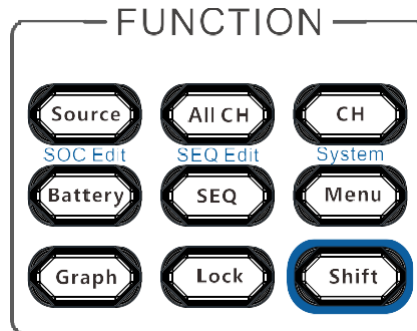 FUNCTION
Source All CH CH
SOC Edit SEQ Edit System
Battery SEQ Menu
Graph Lock Shift